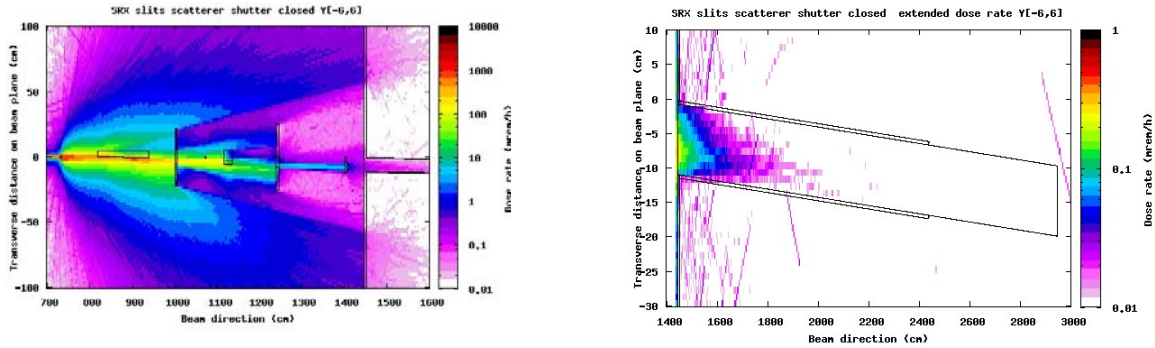 SRX slits scatterer shutter closed Y[-6,6]
Transverse distance on beam plane (cm)
100
50
0
-50
-100
700 800 1000 1200 1400 1600
Beam direction (cm)
10000
1000
100
10
1
0,1
0,01
Dose rate (mrem/h)
SRX slits scatterer shutter closed extended dose rate Y[-6,6]
Transverse distance on beam plane (cm)
10
5
0
-5
-10
-15
-20
-25
-30
1400 1600 1800 2000 2200 2400 2600 2800 3000
Beam direction (cm)
1
0.1
0.01
Dose rate (mrem/h)